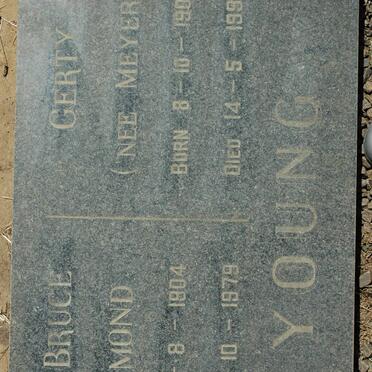 BRUCE
MOND
8 – 1904
10 – 1979
GERTY
(NEE MEYER
BORN 8 – 10 – 190
DIED 14 – 5 – 199
YOUNG